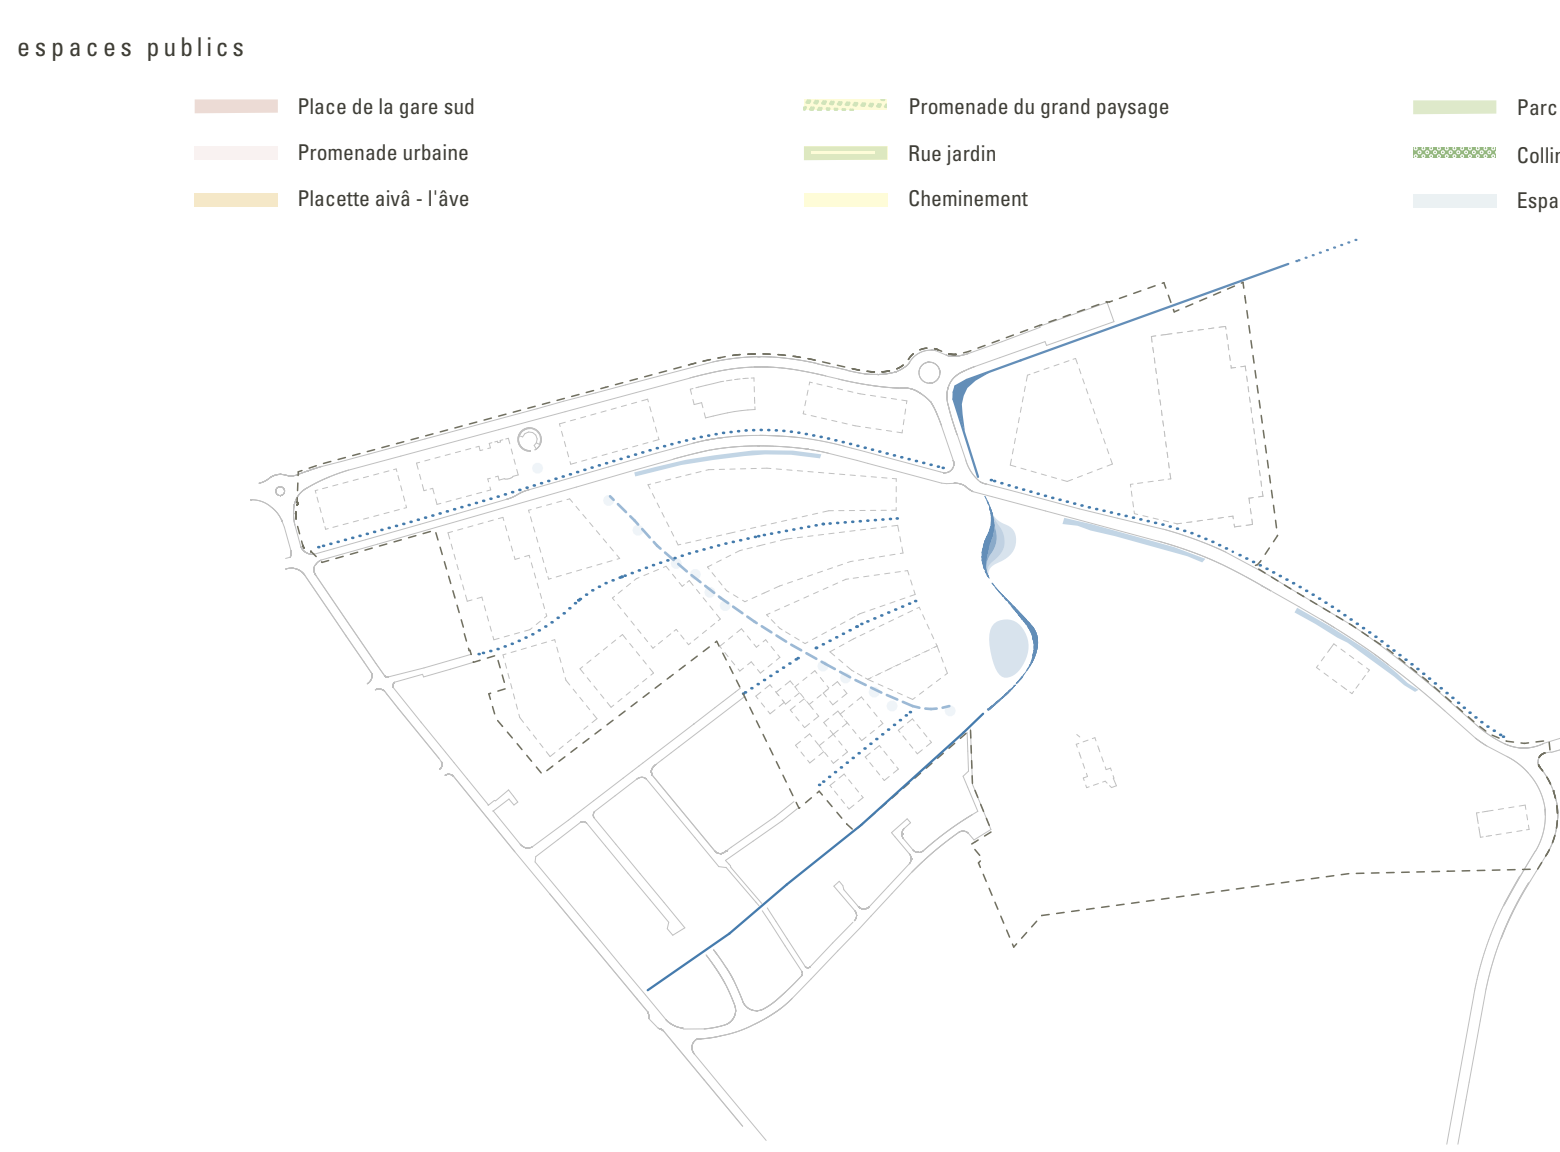 espaces publics
Place de la gare sud
Promenade urbaine
Placette aivâ - l'âve
Promenade du grand paysage
Rue jardin
Cheminement
Parc